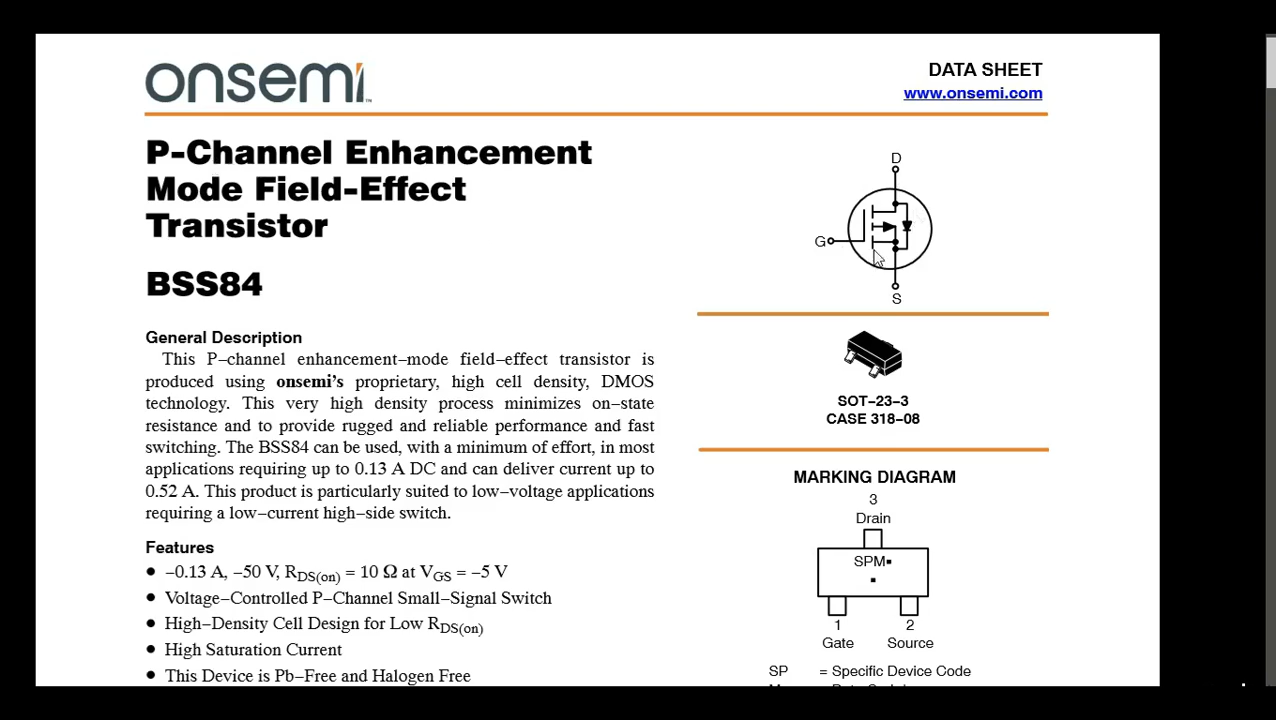 onsemi™
DATA SHEET
www.onsemi.com
P-Channel Enhancement
Mode Field-Effect
Transistor
BSS84
General Description
This P−channel enhancement−mode field−effect transistor is
produced using onsemi's proprietary, high cell density, DMOS
technology. This very high density process minimizes on−state
resistance and to provide rugged and reliable performance and fast
switching. The BSS84 can be used, with a minimum of effort, in most
applications requiring up to 0.13 A DC and can deliver current up to
0.52 A. This product is particularly suited to low−voltage applications
requiring a low−current high−side switch.
Features
• −0.13 A, −50 V, RDS(on) = 10 Ω at VGS = −5 V
• Voltage−Controlled P−Channel Small−Signal Switch
• High−Density Cell Design for Low RDS(on)
• High Saturation Current
• This Device is Pb−Free and Halogen Free
D
G
S
SOT−23−3
CASE 318−08
MARKING DIAGRAM
3
Drain
SPM▪
▪
1 2
Gate Source
SP = Specific Device Code